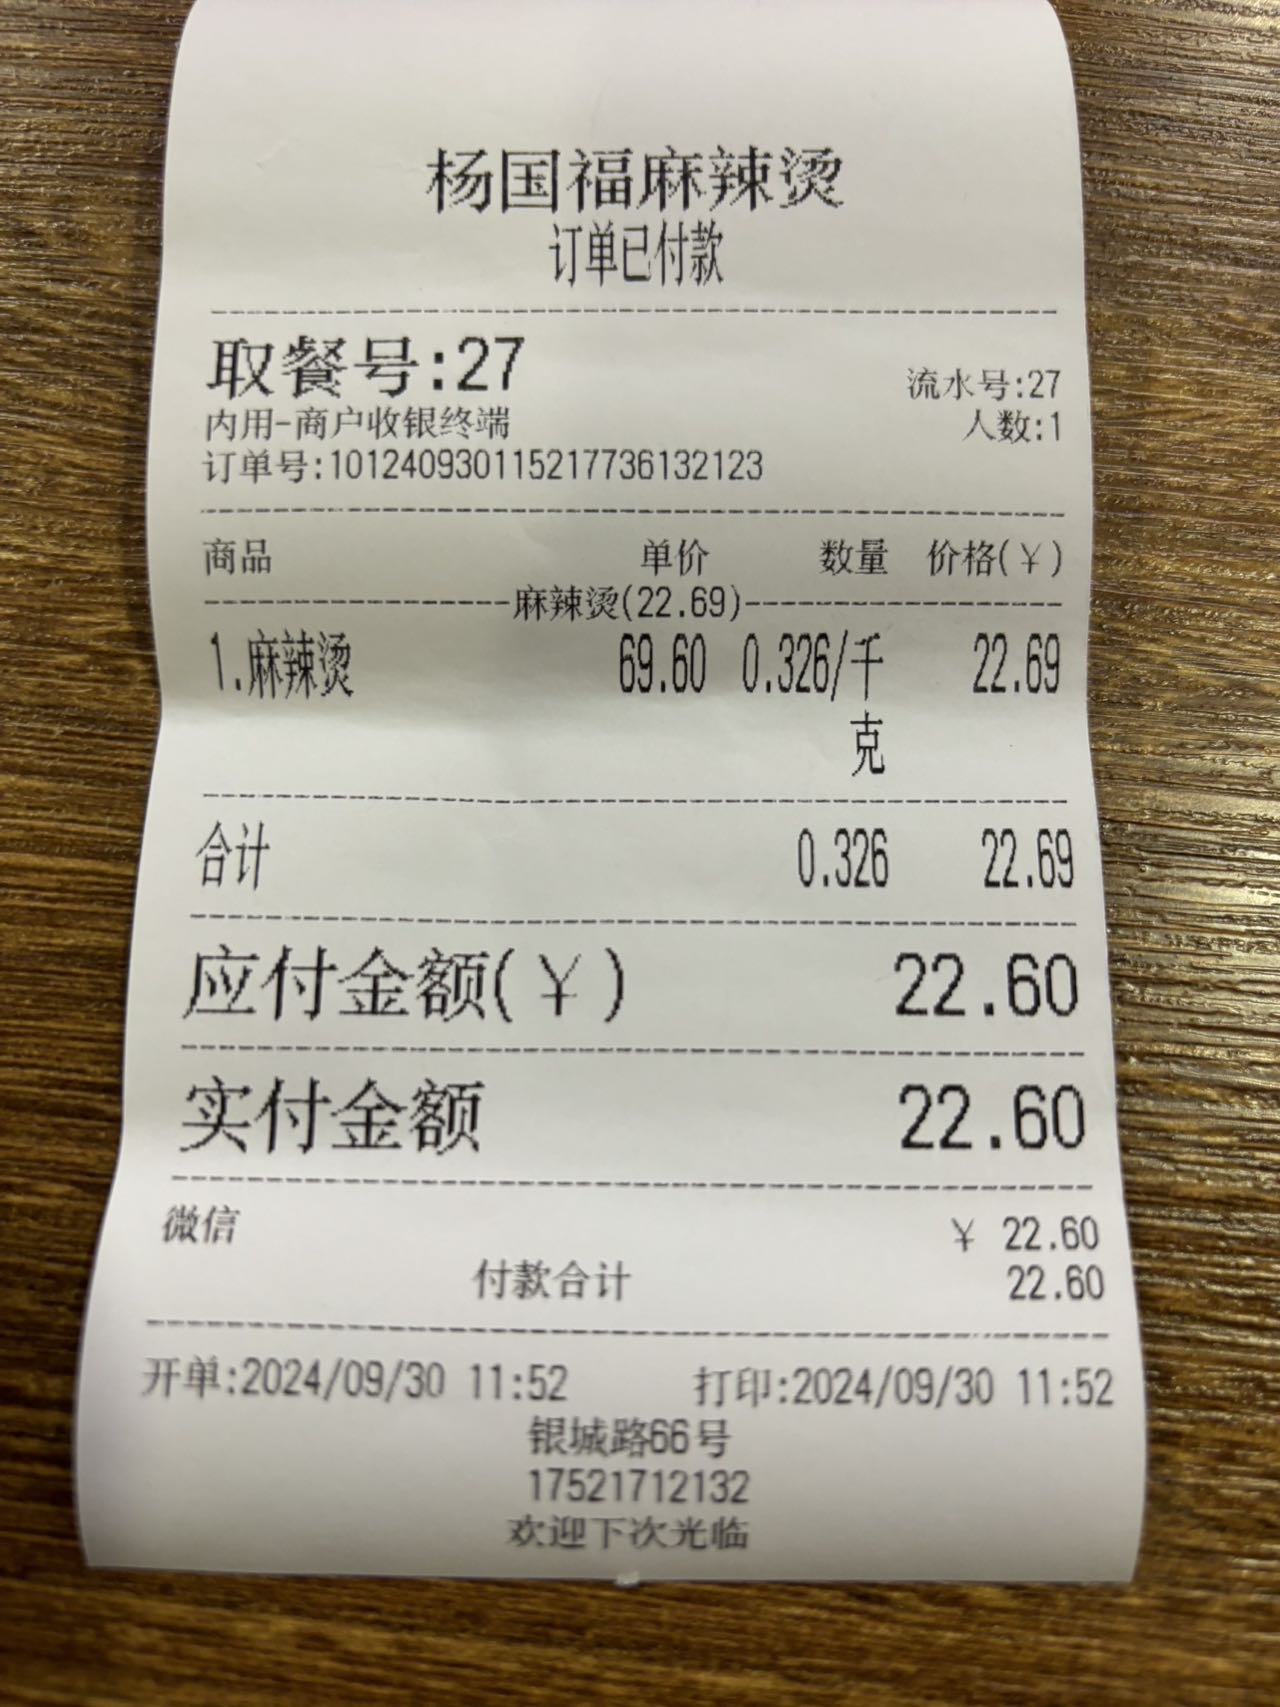 杨国福麻辣烫
订单已付款
取餐号:27 流水号:27
内用-商户收银终端 人数:1
订单号:1012409301152177361​32123
商品 单价 数量 价格(¥)
麻辣烫(22.69)
1.麻辣烫 69.60 0.326/千克 22.69
合计 0.326 22.69
应付金额(¥) 22.60
实付金额 22.60
微信 ¥ 22.60
付款合计 22.60
开单:2024/09/30 11:52 打印:2024/09/30 11:52
银城路66号
17521712132
欢迎下次光临